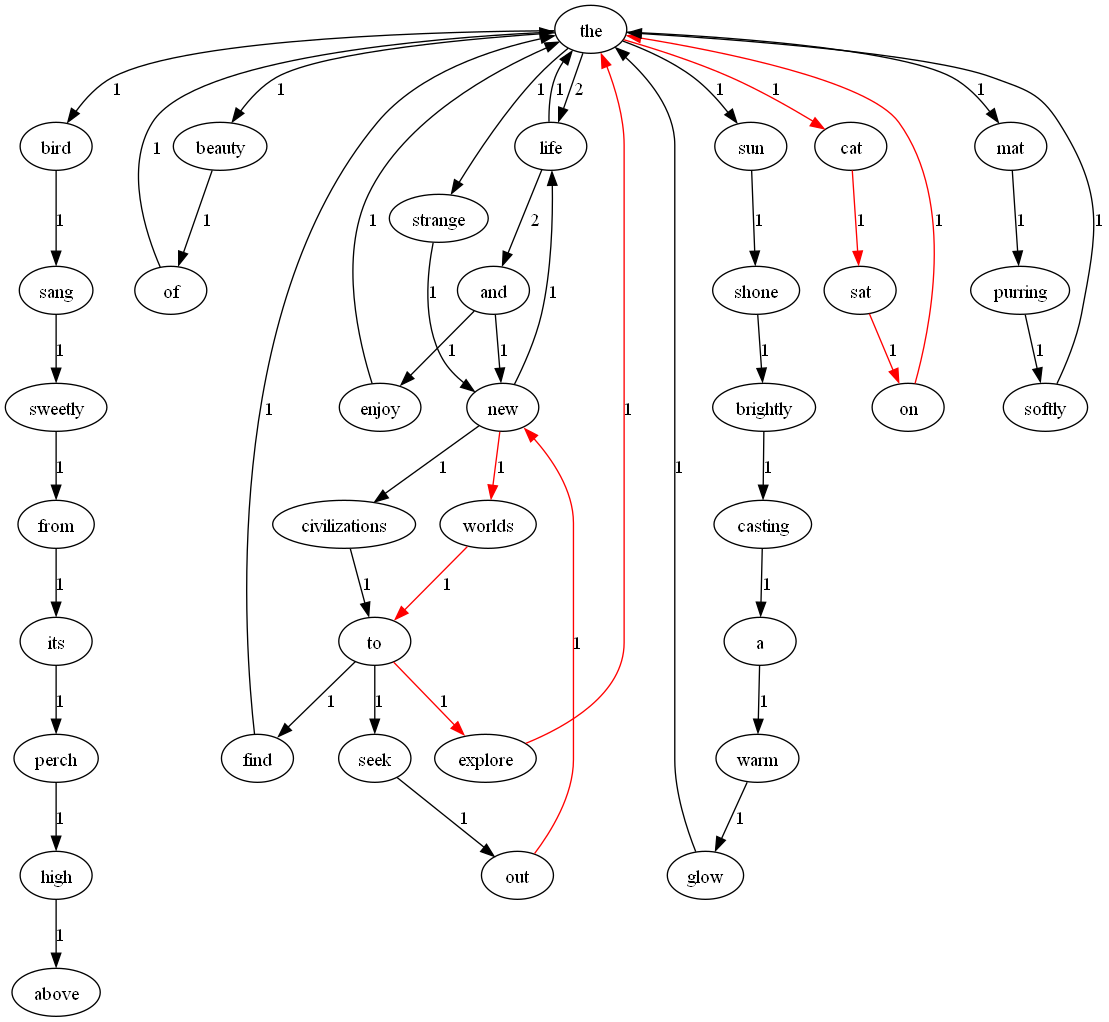 the
1 1 1 1 2 1 1 1
bird beauty life sun cat mat
1
strange
1 1 2 1 1 1
sang of and shone sat purring
1 1
1 1 1 1 1 1
sweetly enjoy new brightly on softly
1
1 1 1 1 1 1
from civilizations worlds casting
1 1 1 1
its to a
1 1 1 1 1 1
perch find seek explore warm
1 1 1
high out glow
1
above